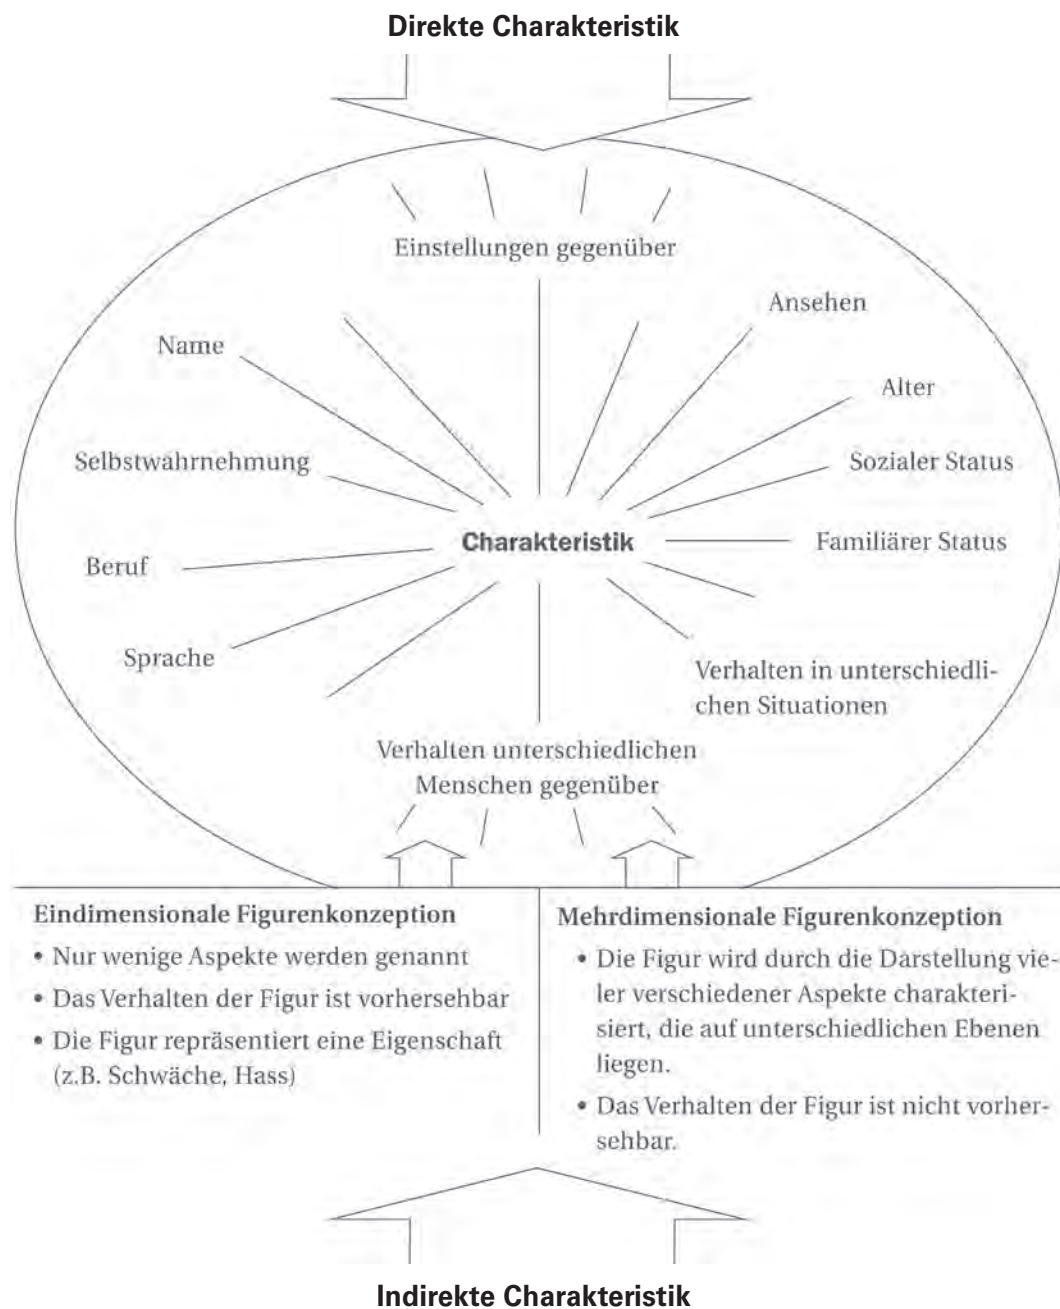 Direkte Charakteristik
Einstellungen gegenüber
Ansehen
Name
Alter
Selbstwahrnehmung
Sozialer Status
Charakteristik
Familiärer Status
Beruf
Sprache
Verhalten in unterschiedli-
chen Situationen
Verhalten unterschiedlichen
Menschen gegenüber
Eindimensionale Figurenkonzeption
• Nur wenige Aspekte werden genannt
• Das Verhalten der Figur ist vorhersehbar
• Die Figur repräsentiert eine Eigenschaft
(z.B. Schwäche, Hass)
Mehrdimensionale Figurenkonzeption
• Die Figur wird durch die Darstellung vie-
ler verschiedener Aspekte charakteri-
siert, die auf unterschiedlichen Ebenen
liegen.
• Das Verhalten der Figur ist nicht vorher-
sehbar.
Indirekte Charakteristik